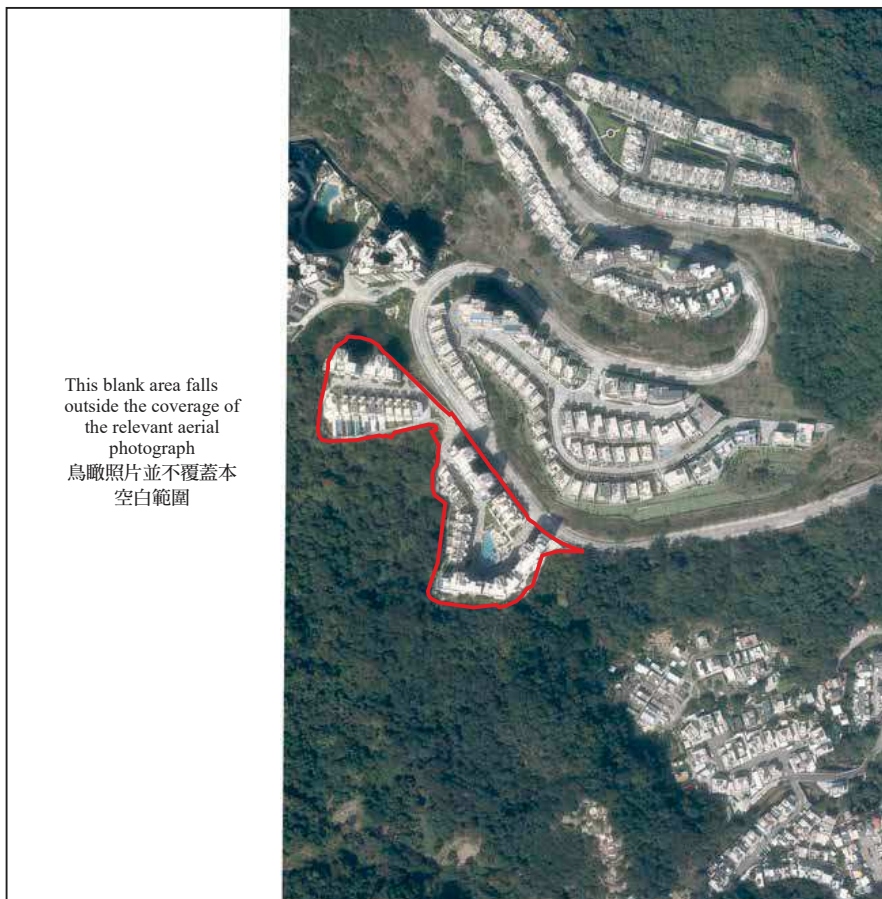 This blank area falls
outside the coverage of
the relevant aerial
photograph
鳥瞰照片並不覆蓋本
空白範圍